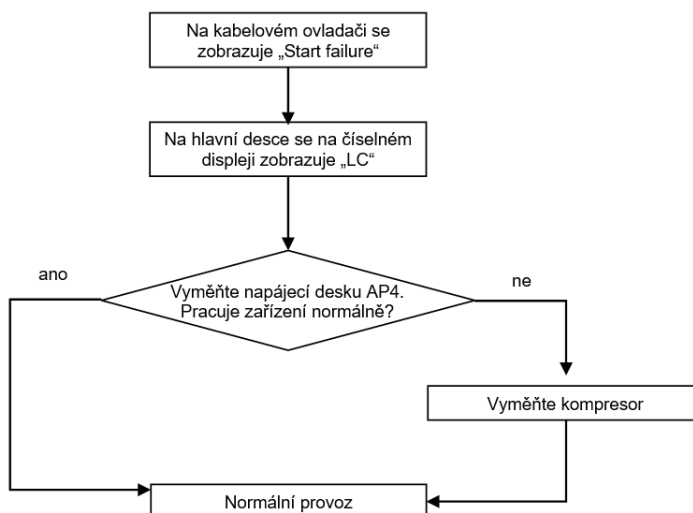 Na kabelovém ovladači se
zobrazuje „Start failure“
Na hlavní desce se na číselném
displeji zobrazuje „LC“
ano
Vyměňte napájecí desku AP4.
Pracuje zařízení normálně?
ne
Vyměňte kompresor
Normální provoz